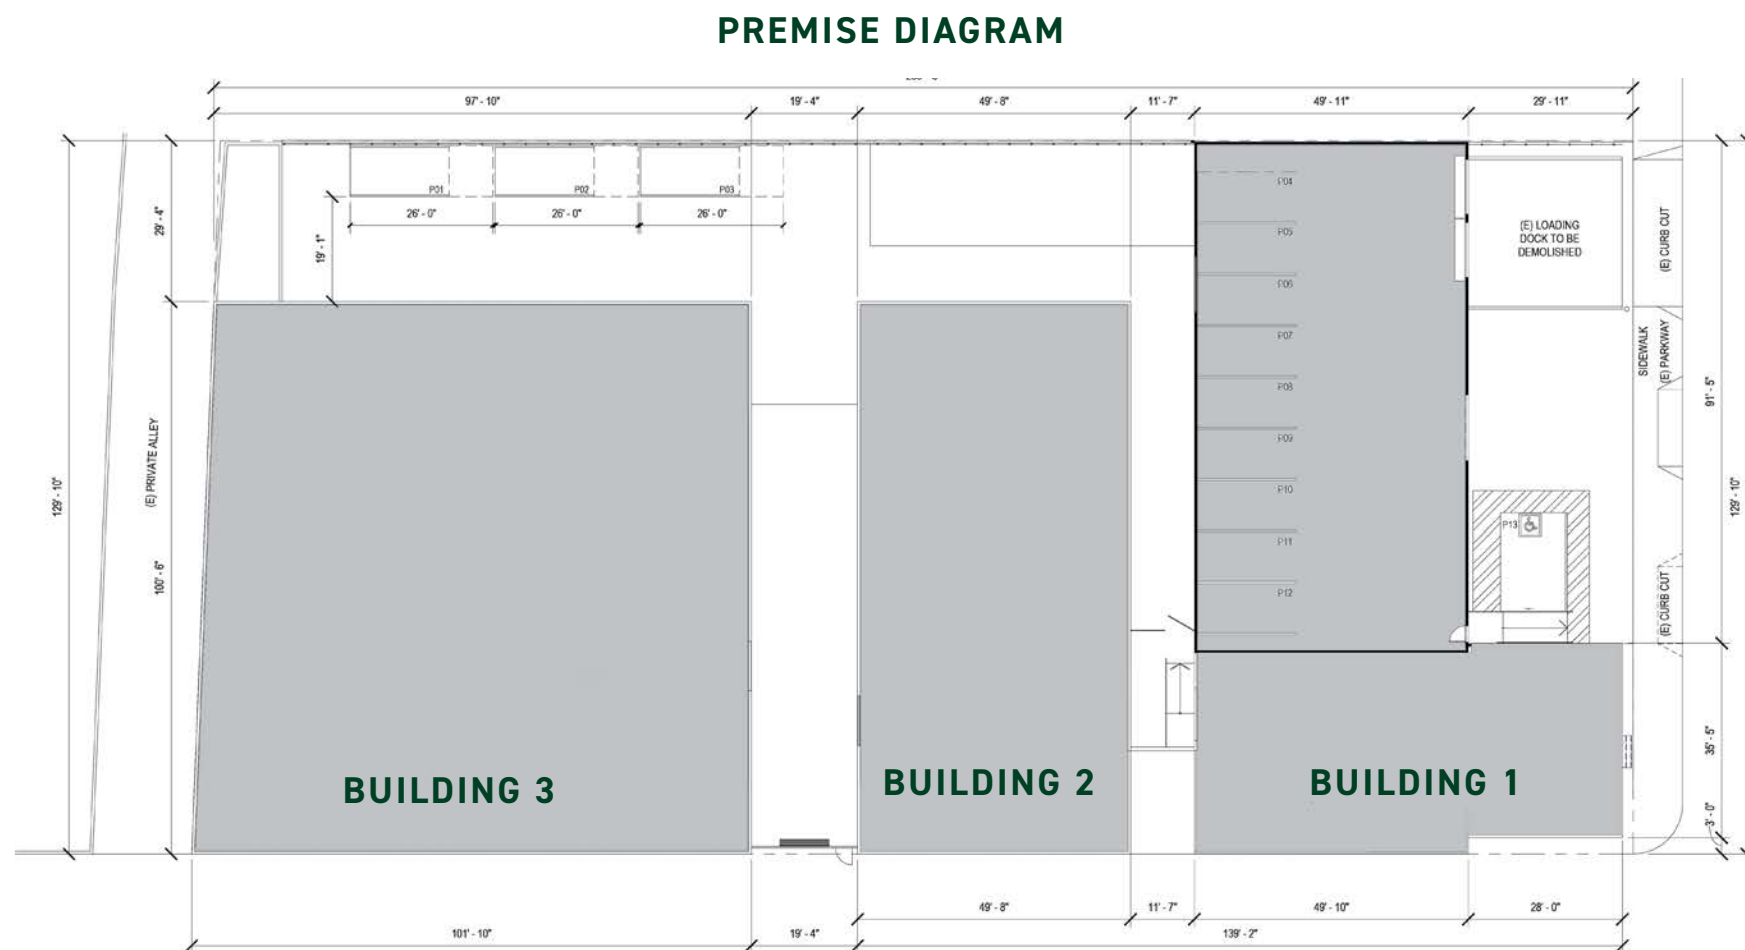 PREMISE DIAGRAM
97' - 10"
19' - 4"
49' - 8"
11' - 7"
49' - 11"
29' - 11"
P01
P02
P03
26' - 0"
26' - 0"
26' - 0"
19' - 1"
29' - 4"
129' - 10"
(E) PRIVATE ALLEY
100' - 6"
P04
P05
P06
P07
P08
P09
P10
P11
P12
(E) LOADING
DOCK TO BE
DEMOLISHED
(E) CURB CUT
SIDEWALK
(E) PARKWAY
91' - 5"
129' - 10"
P13
(E) CURB CUT
35' - 5"
3' - 0"
BUILDING 3
BUILDING 2
BUILDING 1
49' - 8"
11' - 7"
49' - 10"
28' - 0"
101' - 10"
19' - 4"
139' - 2"